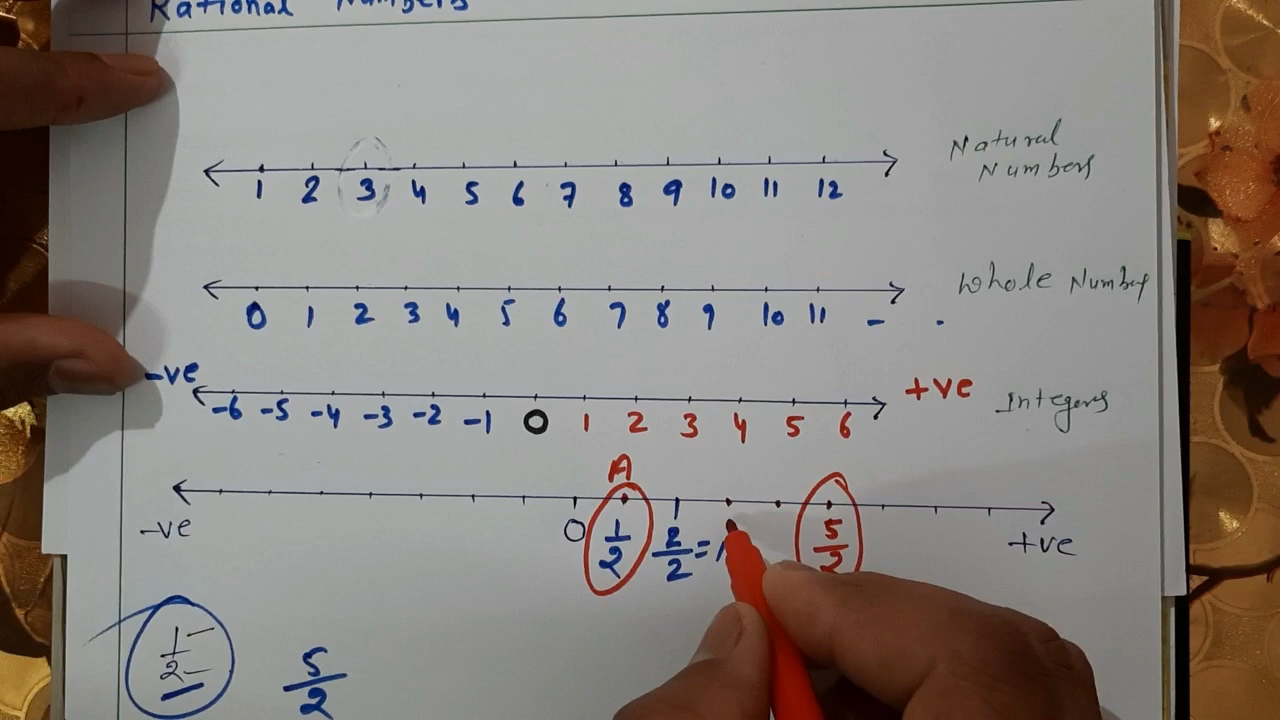 Rational Numbers
Natural
Numbers
1 2 3 4 5 6 7 8 9 10 11 12
Whole Number
0 1 2 3 4 5 6 7 8 9 10 11 - .
-ve +ve Integers
-6 -5 -4 -3 -2 -1 0 1 2 3 4 5 6
A
-ve 0 1/2 2/2 = 1 5/2 +ve
1/2 5/2